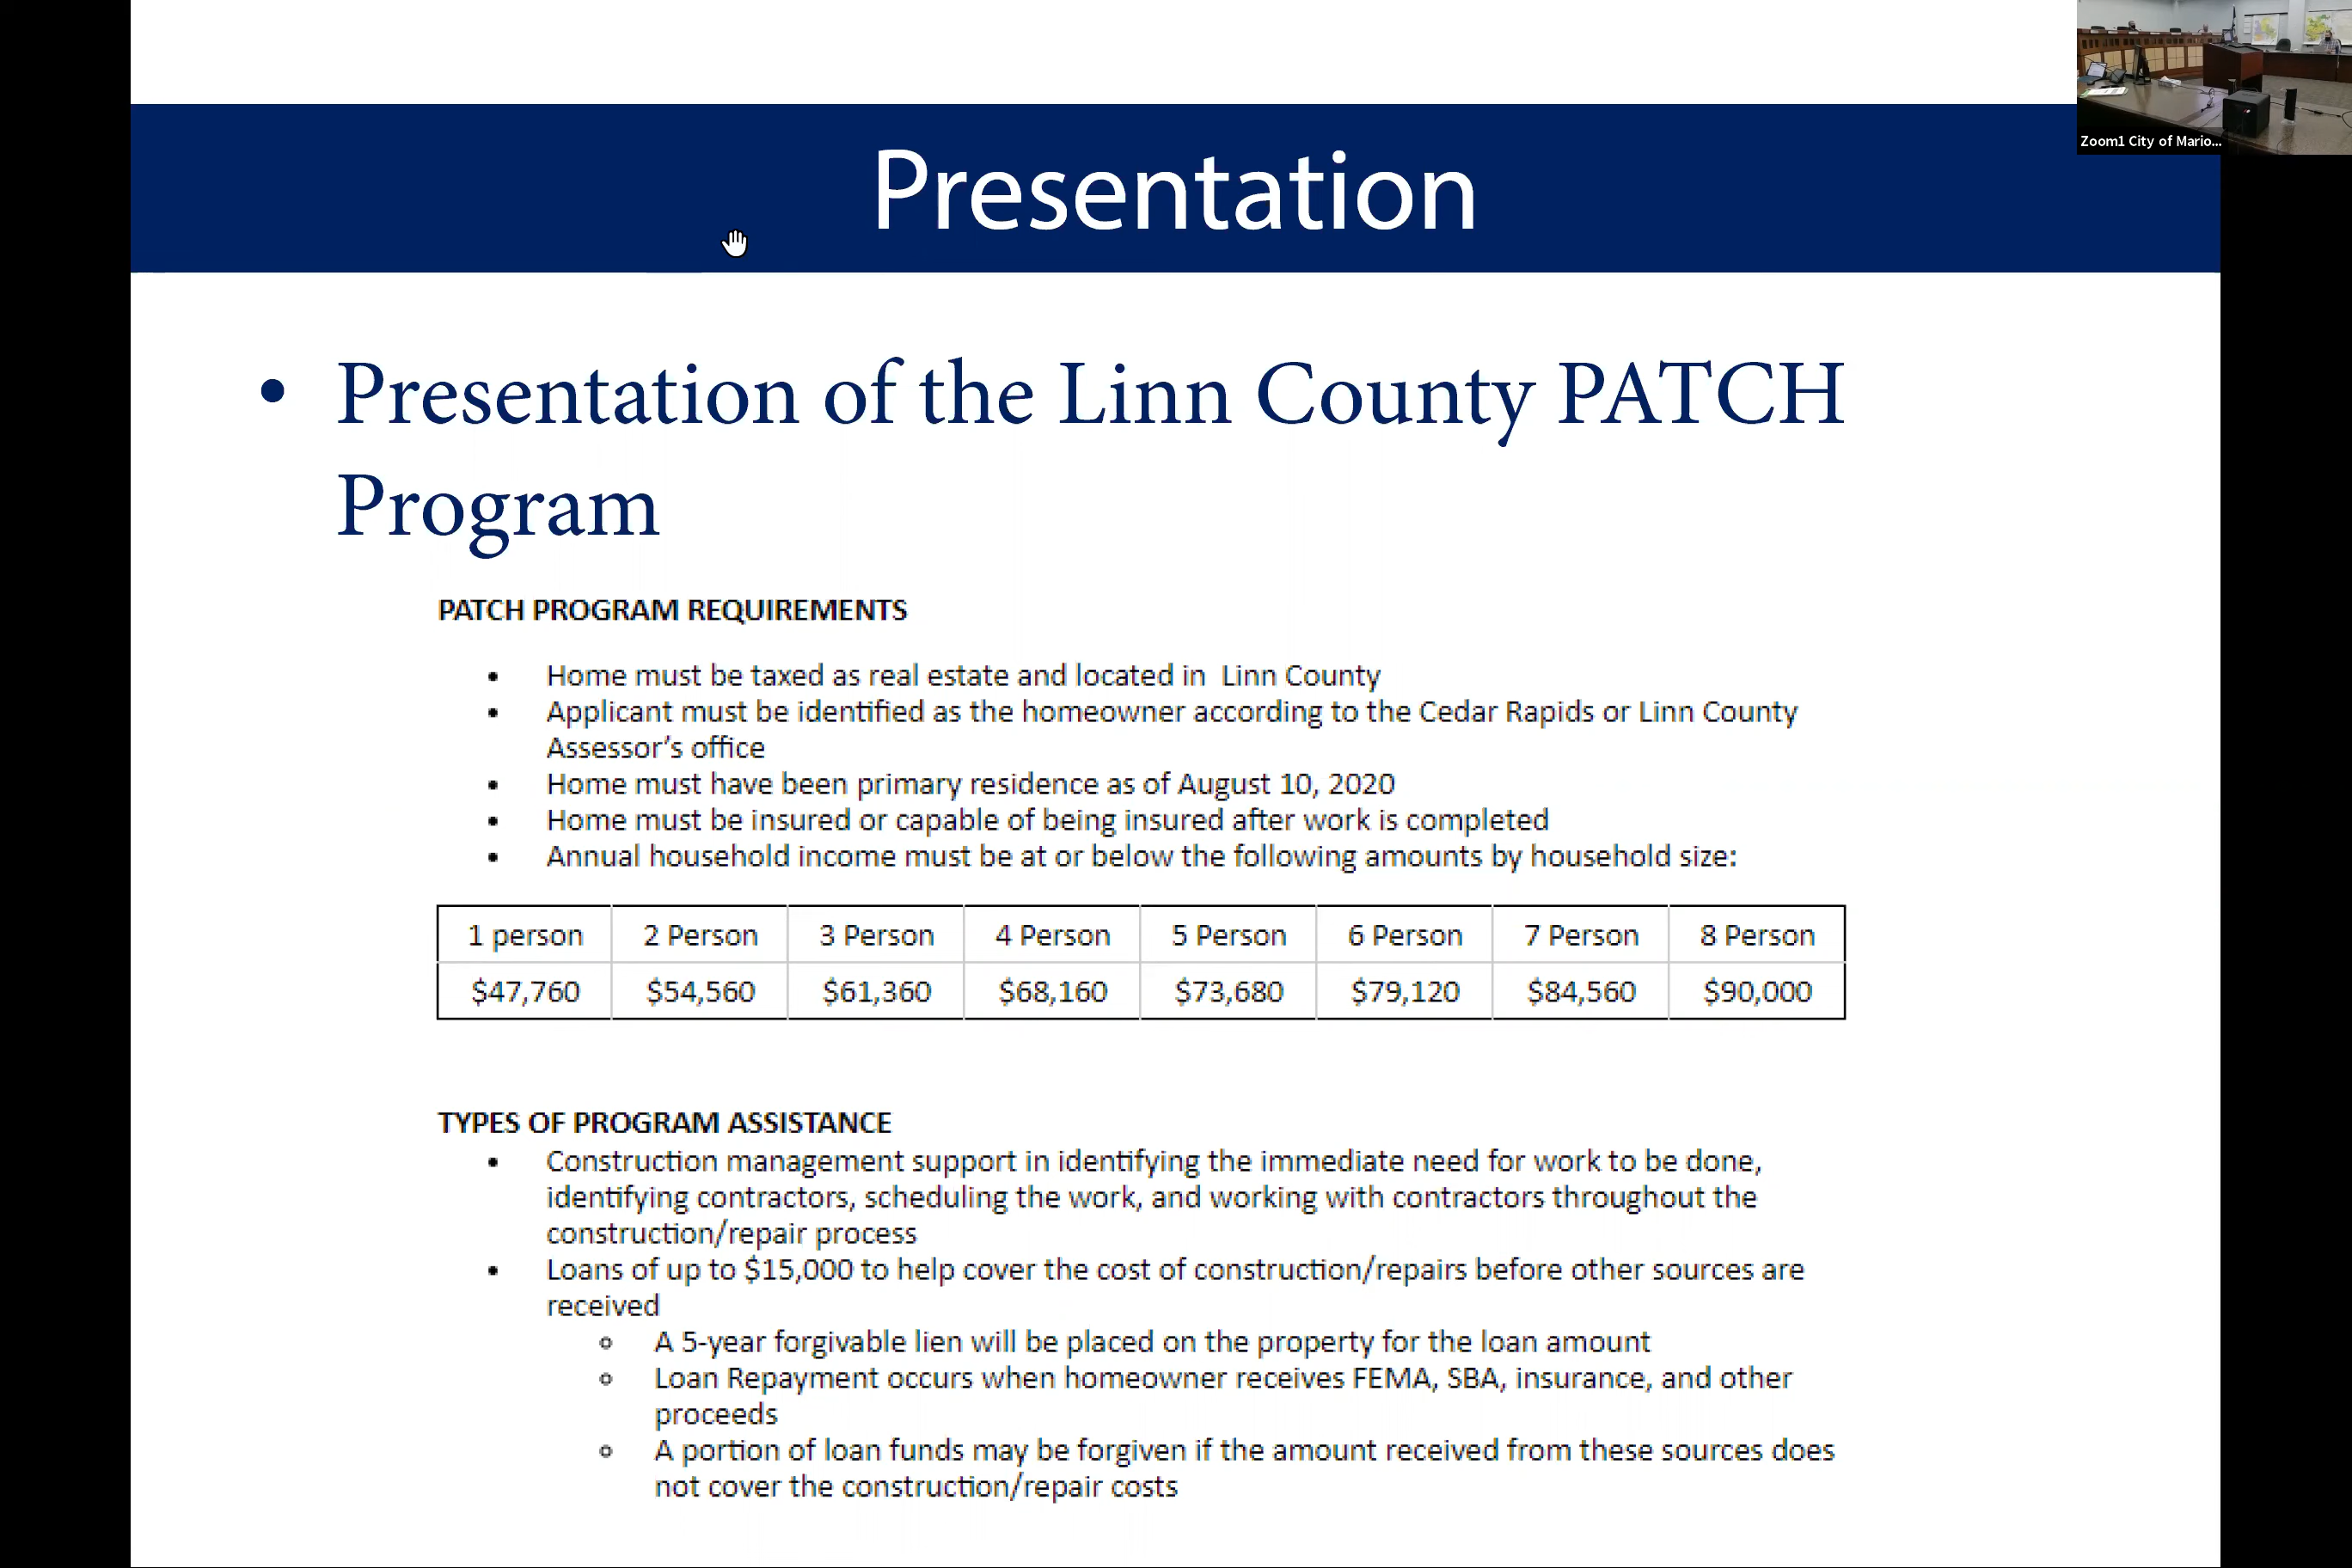 Zoom1 City of Mario...
Presentation
• Presentation of the Linn County PATCH
Program
PATCH PROGRAM REQUIREMENTS
• Home must be taxed as real estate and located in Linn County
• Applicant must be identified as the homeowner according to the Cedar Rapids or Linn County
Assessor's office
• Home must have been primary residence as of August 10, 2020
• Home must be insured or capable of being insured after work is completed
• Annual household income must be at or below the following amounts by household size:
1 person 2 Person 3 Person 4 Person 5 Person 6 Person 7 Person 8 Person
$47,760 $54,560 $61,360 $68,160 $73,680 $79,120 $84,560 $90,000
TYPES OF PROGRAM ASSISTANCE
• Construction management support in identifying the immediate need for work to be done,
identifying contractors, scheduling the work, and working with contractors throughout the
construction/repair process
• Loans of up to $15,000 to help cover the cost of construction/repairs before other sources are
received
o A 5-year forgivable lien will be placed on the property for the loan amount
o Loan Repayment occurs when homeowner receives FEMA, SBA, insurance, and other
proceeds
o A portion of loan funds may be forgiven if the amount received from these sources does
not cover the construction/repair costs